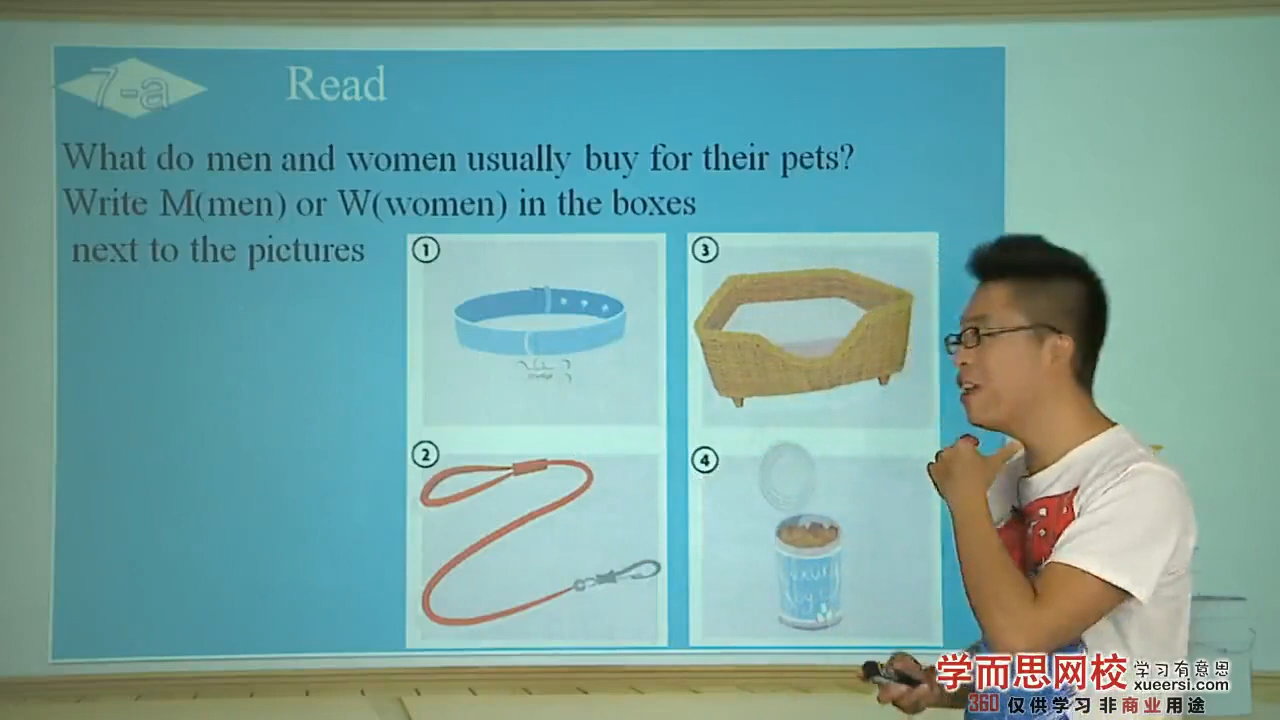 7-a
Read
What do men and women usually buy for their pets?
Write M(men) or W(women) in the boxes
next to the pictures
1
3
2
4
学而思网校
学习有意思
xueersi.com
360 仅供学习 非商业用途